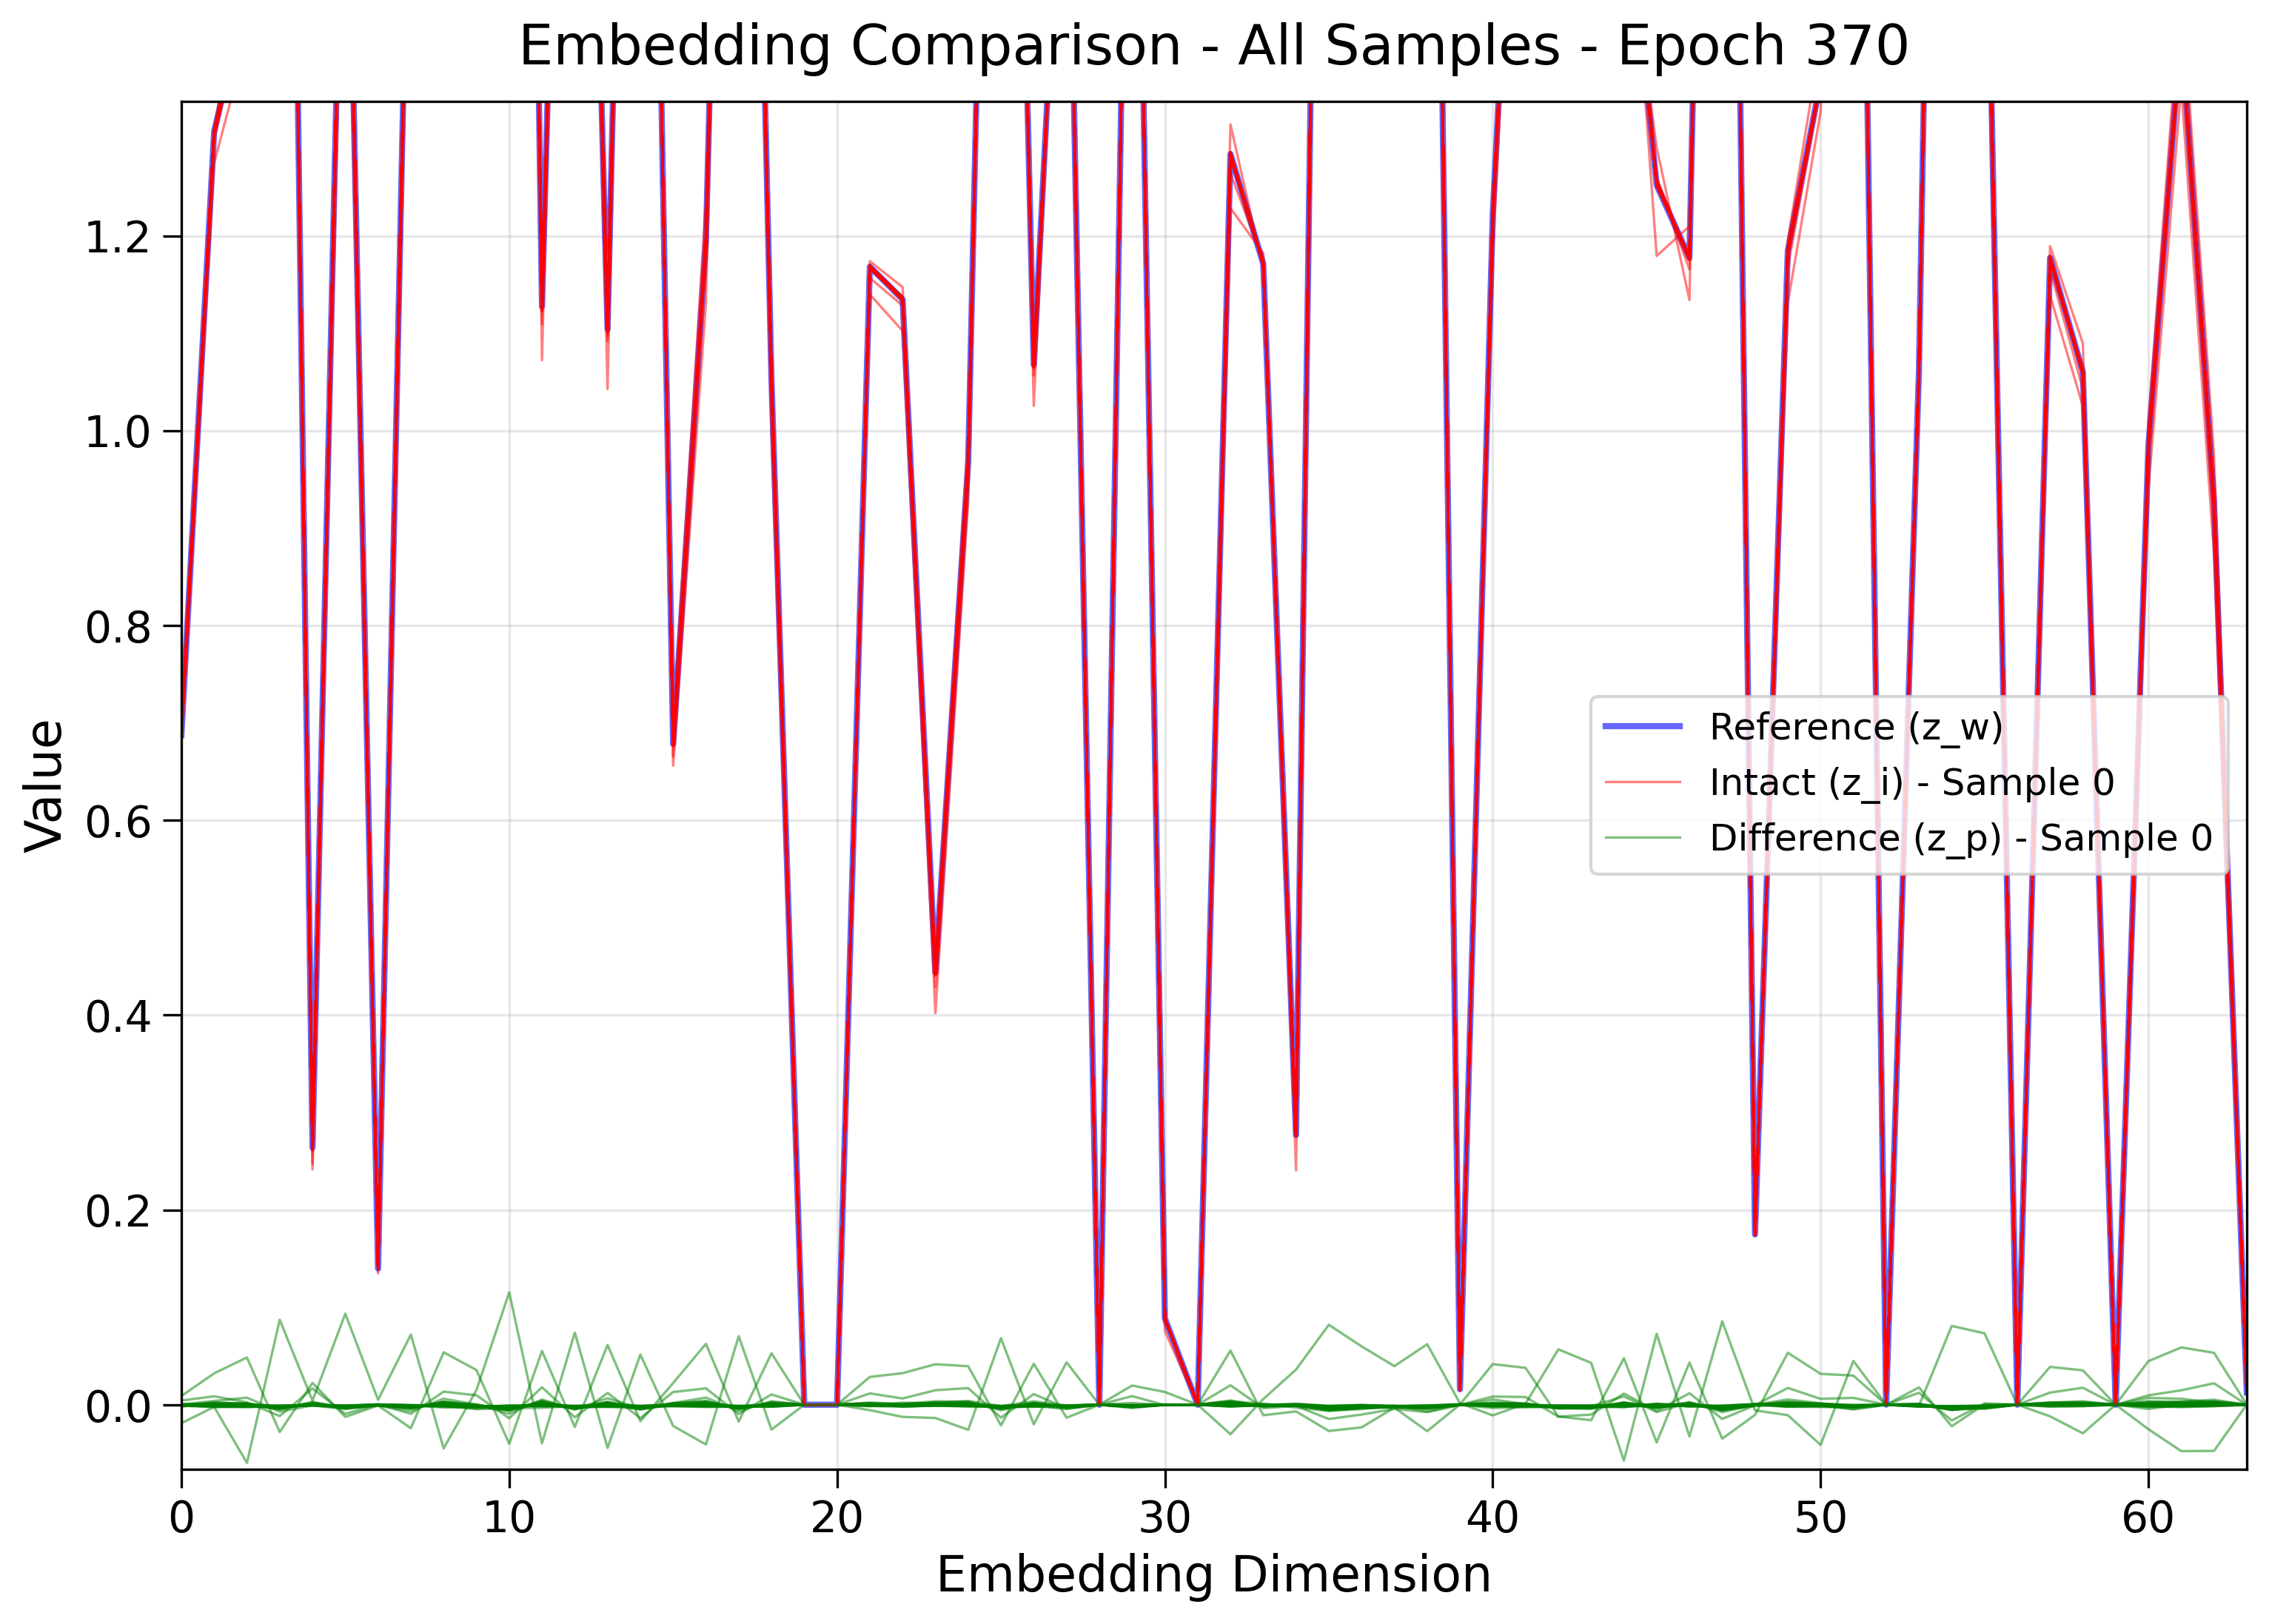 Embedding Comparison - All Samples - Epoch 370
Value
1.2
1.0
0.8
0.6
0.4
0.2
0.0
Reference (z_w)
Intact (z_i) - Sample 0
Difference (z_p) - Sample 0
0 10 20 30 40 50 60
Embedding Dimension